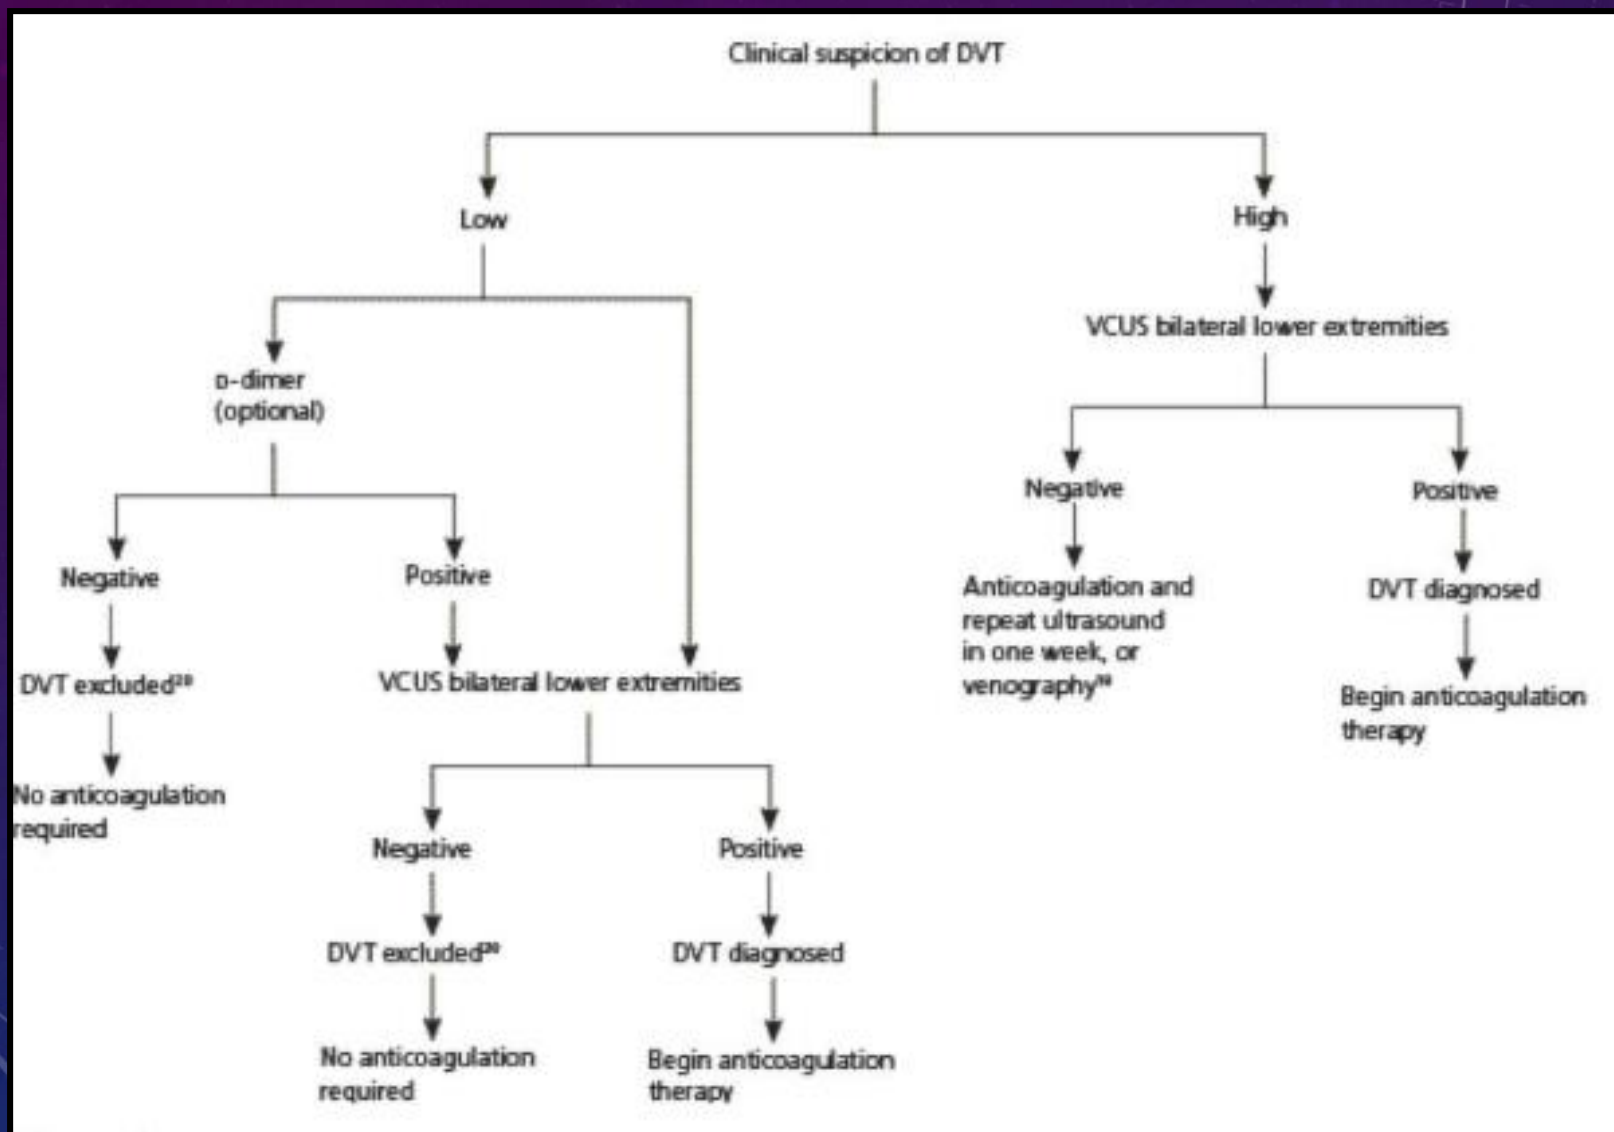 Clinical suspicion of DVT
Low
High
VCUS bilateral lower extremities
D-dimer
(optional)
Negative
Positive
Negative
Positive
Anticoagulation and
repeat ultrasound
in one week, or
venography
DVT diagnosed
Begin anticoagulation
therapy
DVT excluded²⁰
VCUS bilateral lower extremities
No anticoagulation
required
Negative
Positive
DVT excluded²⁰
DVT diagnosed
No anticoagulation
required
Begin anticoagulation
therapy